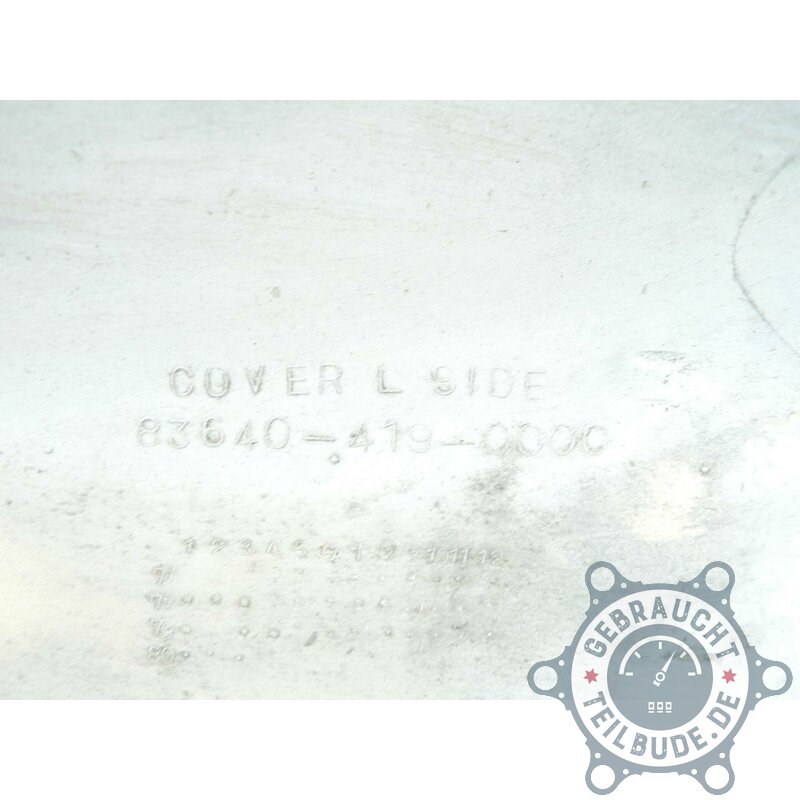 COVER L SIDE
83640-419-0000
1 2 3 4 5 6 7 8 9 10 11 12
GEBRAUCHT
TEILBUDE.DE